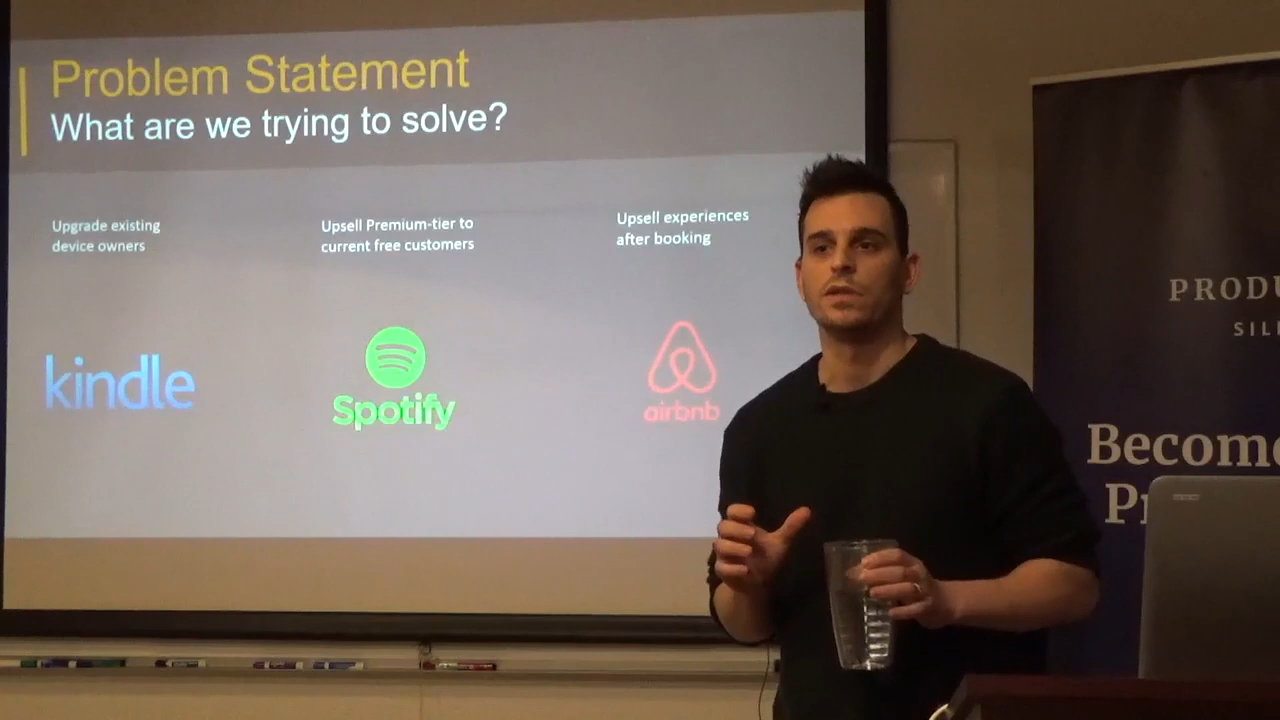 Problem Statement
What are we trying to solve?
Upgrade existing
device owners
Upsell Premium-tier to
current free customers
Upsell experiences
after booking
kindle
Spotify
airbnb
PRODU
SILI
Become
Pr